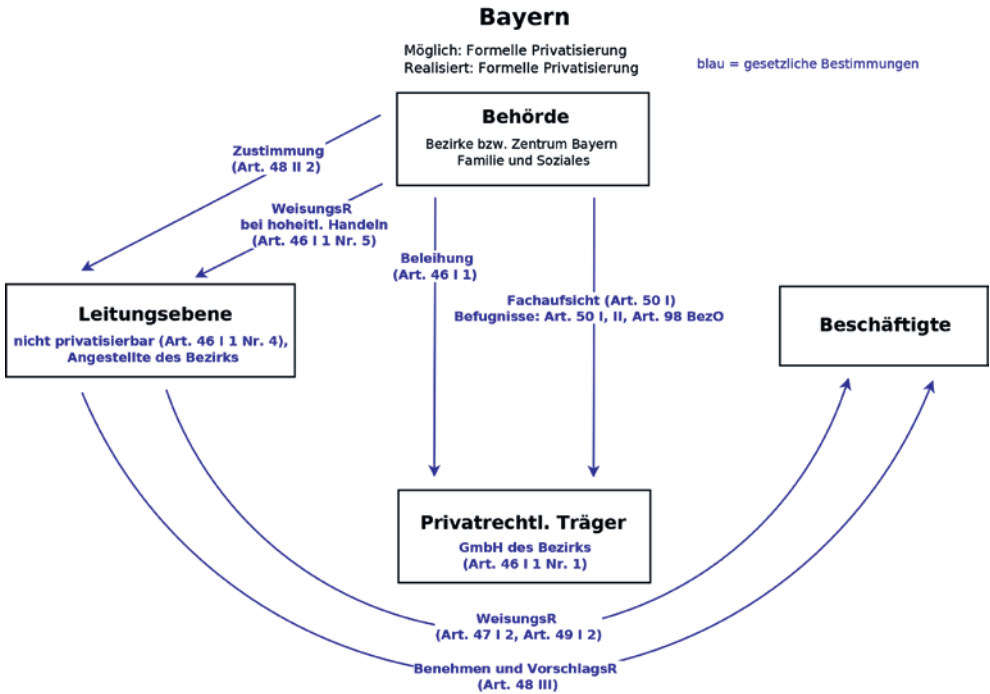 Bayern
Möglich: Formelle Privatisierung
Realisiert: Formelle Privatisierung
blau = gesetzliche Bestimmungen
Behörde
Bezirke bzw. Zentrum Bayern
Familie und Soziales
Zustimmung
(Art. 48 II 2)
WeisungsR
bei hoheitl. Handeln
(Art. 46 I 1 Nr. 5)
Beleihung
(Art. 46 I 1)
Fachaufsicht (Art. 50 I)
Befugnisse: Art. 50 I, II, Art. 98 BezO
Leitungsebene
nicht privatisierbar (Art. 46 I 1 Nr. 4),
Angestellte des Bezirks
Beschäftigte
Privatrechtl. Träger
GmbH des Bezirks
(Art. 46 I 1 Nr. 1)
WeisungsR
(Art. 47 I 2, Art. 49 I 2)
Benehmen und VorschlagsR
(Art. 48 III)